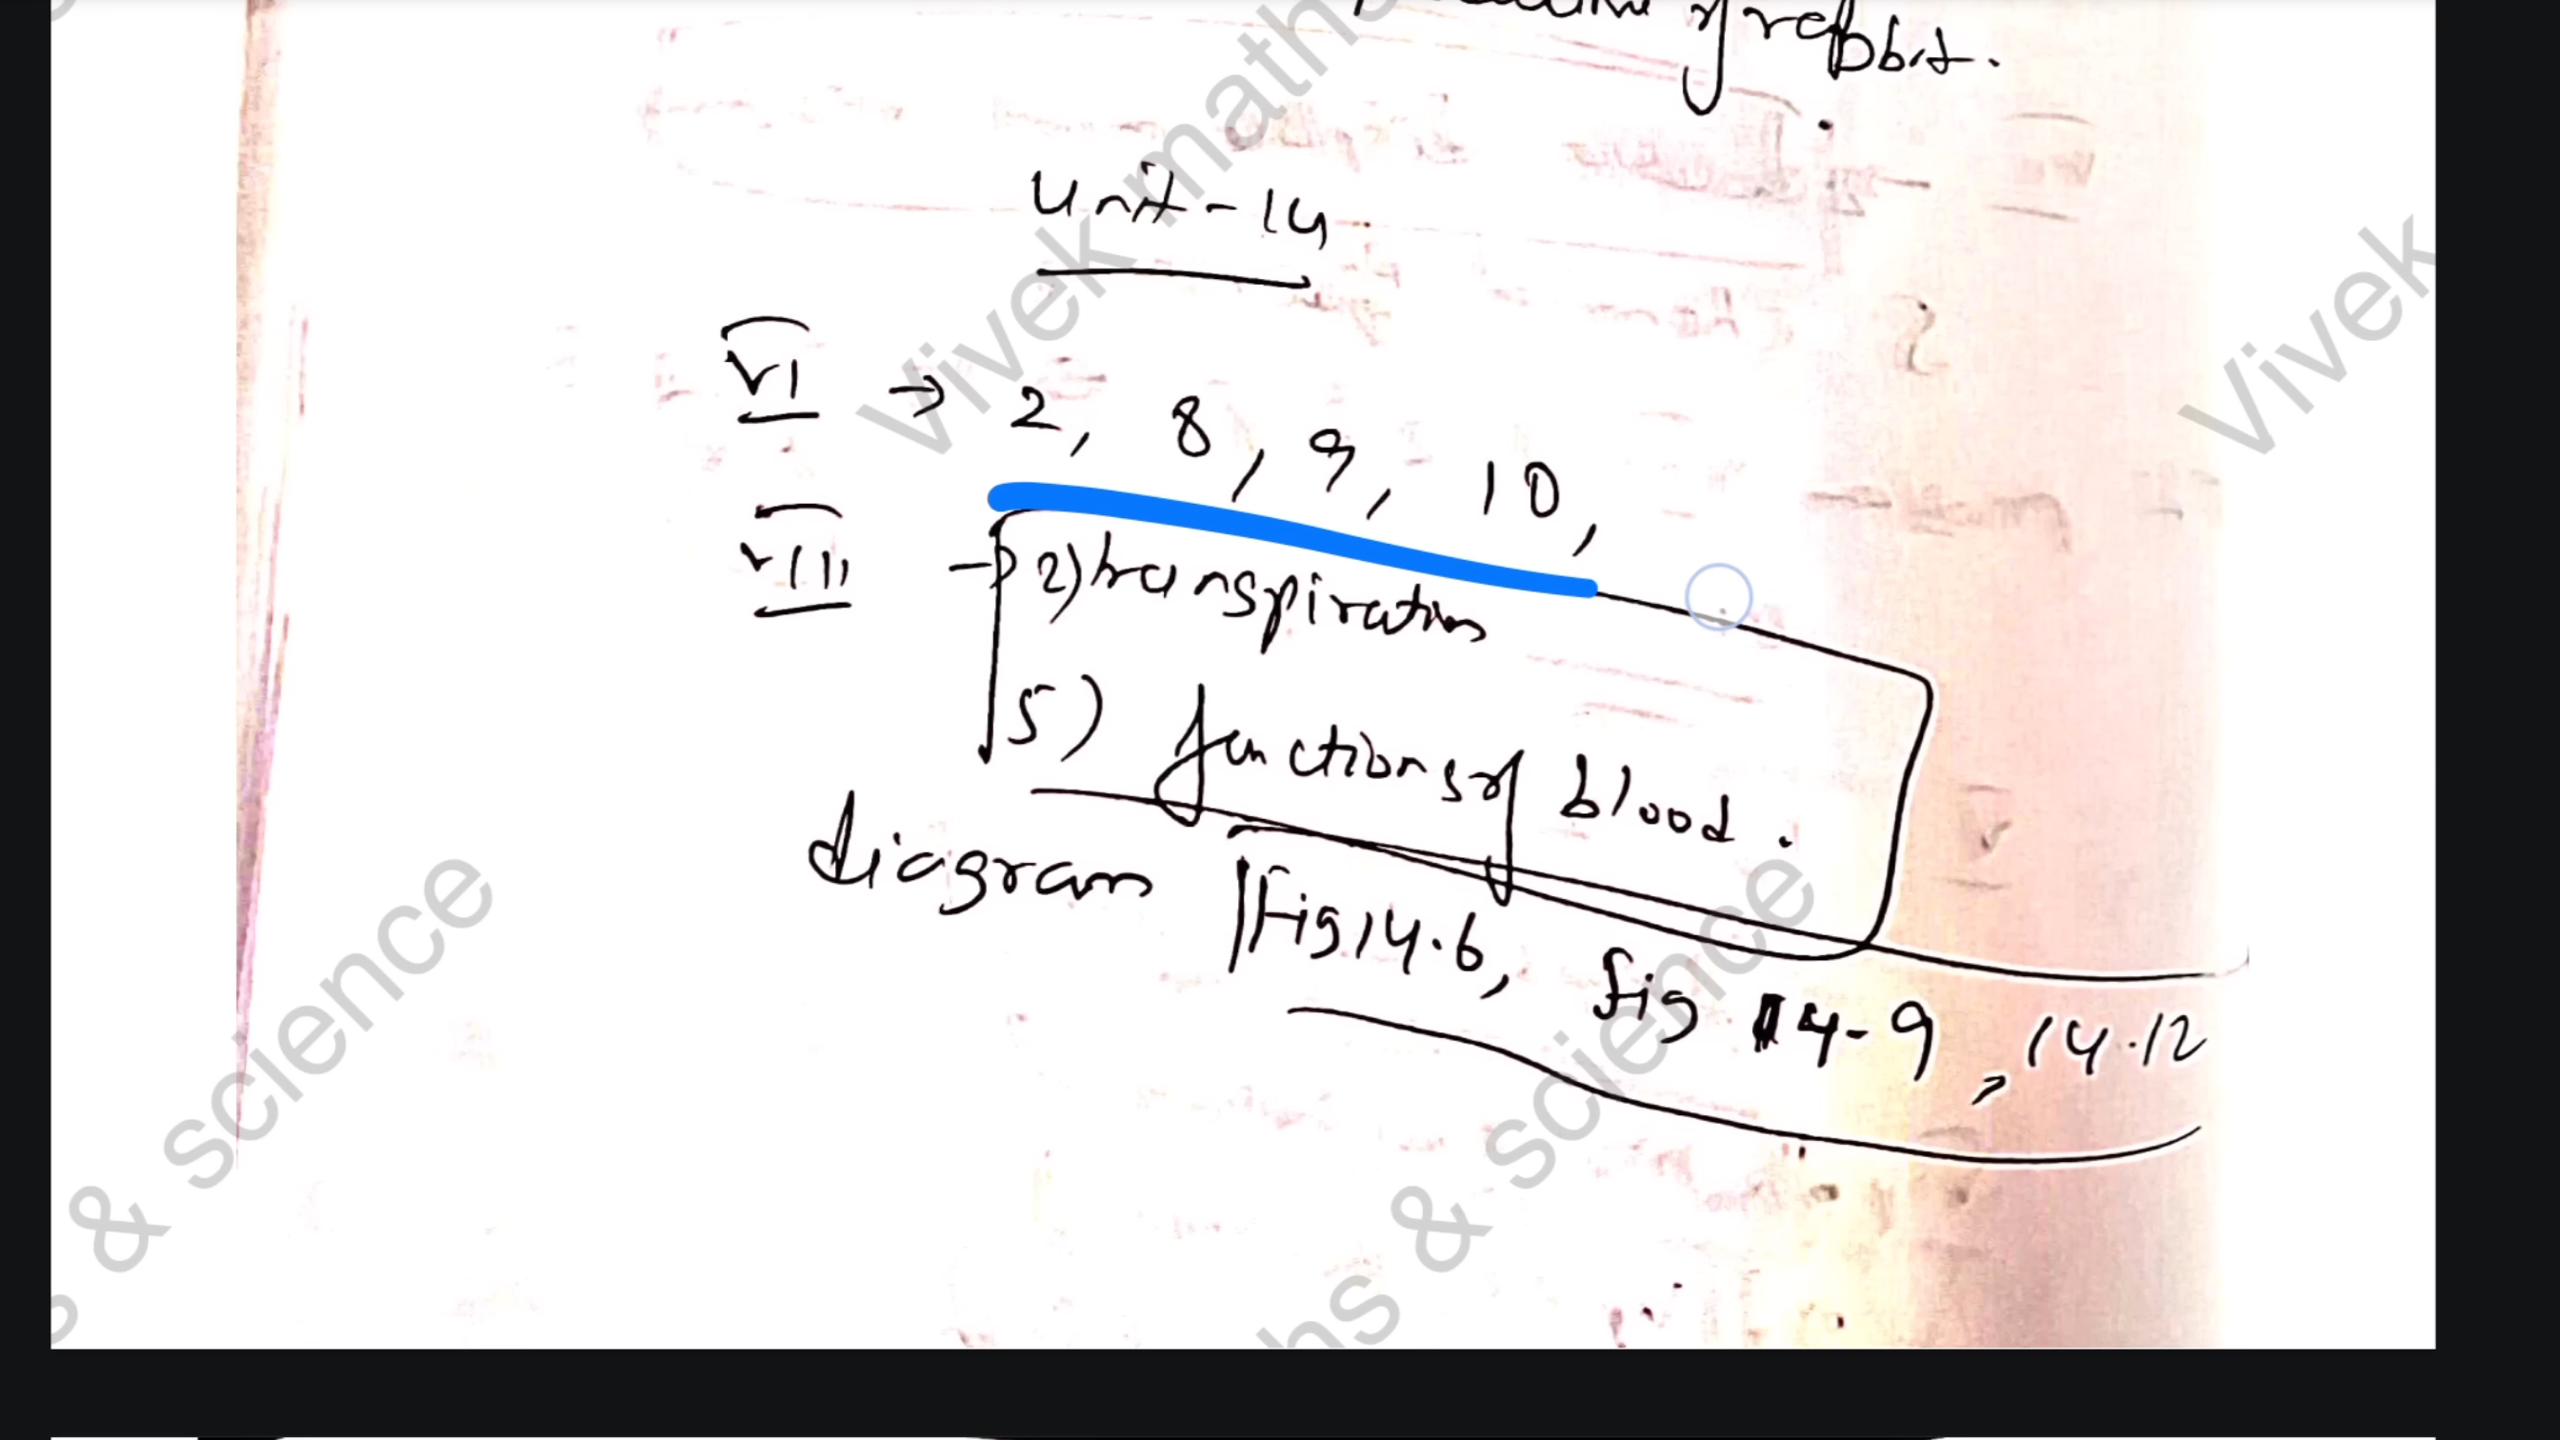 of rabbit.
Unit-14
VI → 2, 8, 9, 10,
VIII → 2) transpiration
5) functions of blood.
diagram Fig 14.6, fig 14-9, 14.12
Vivek maths
Vivek
& science
& science
hs